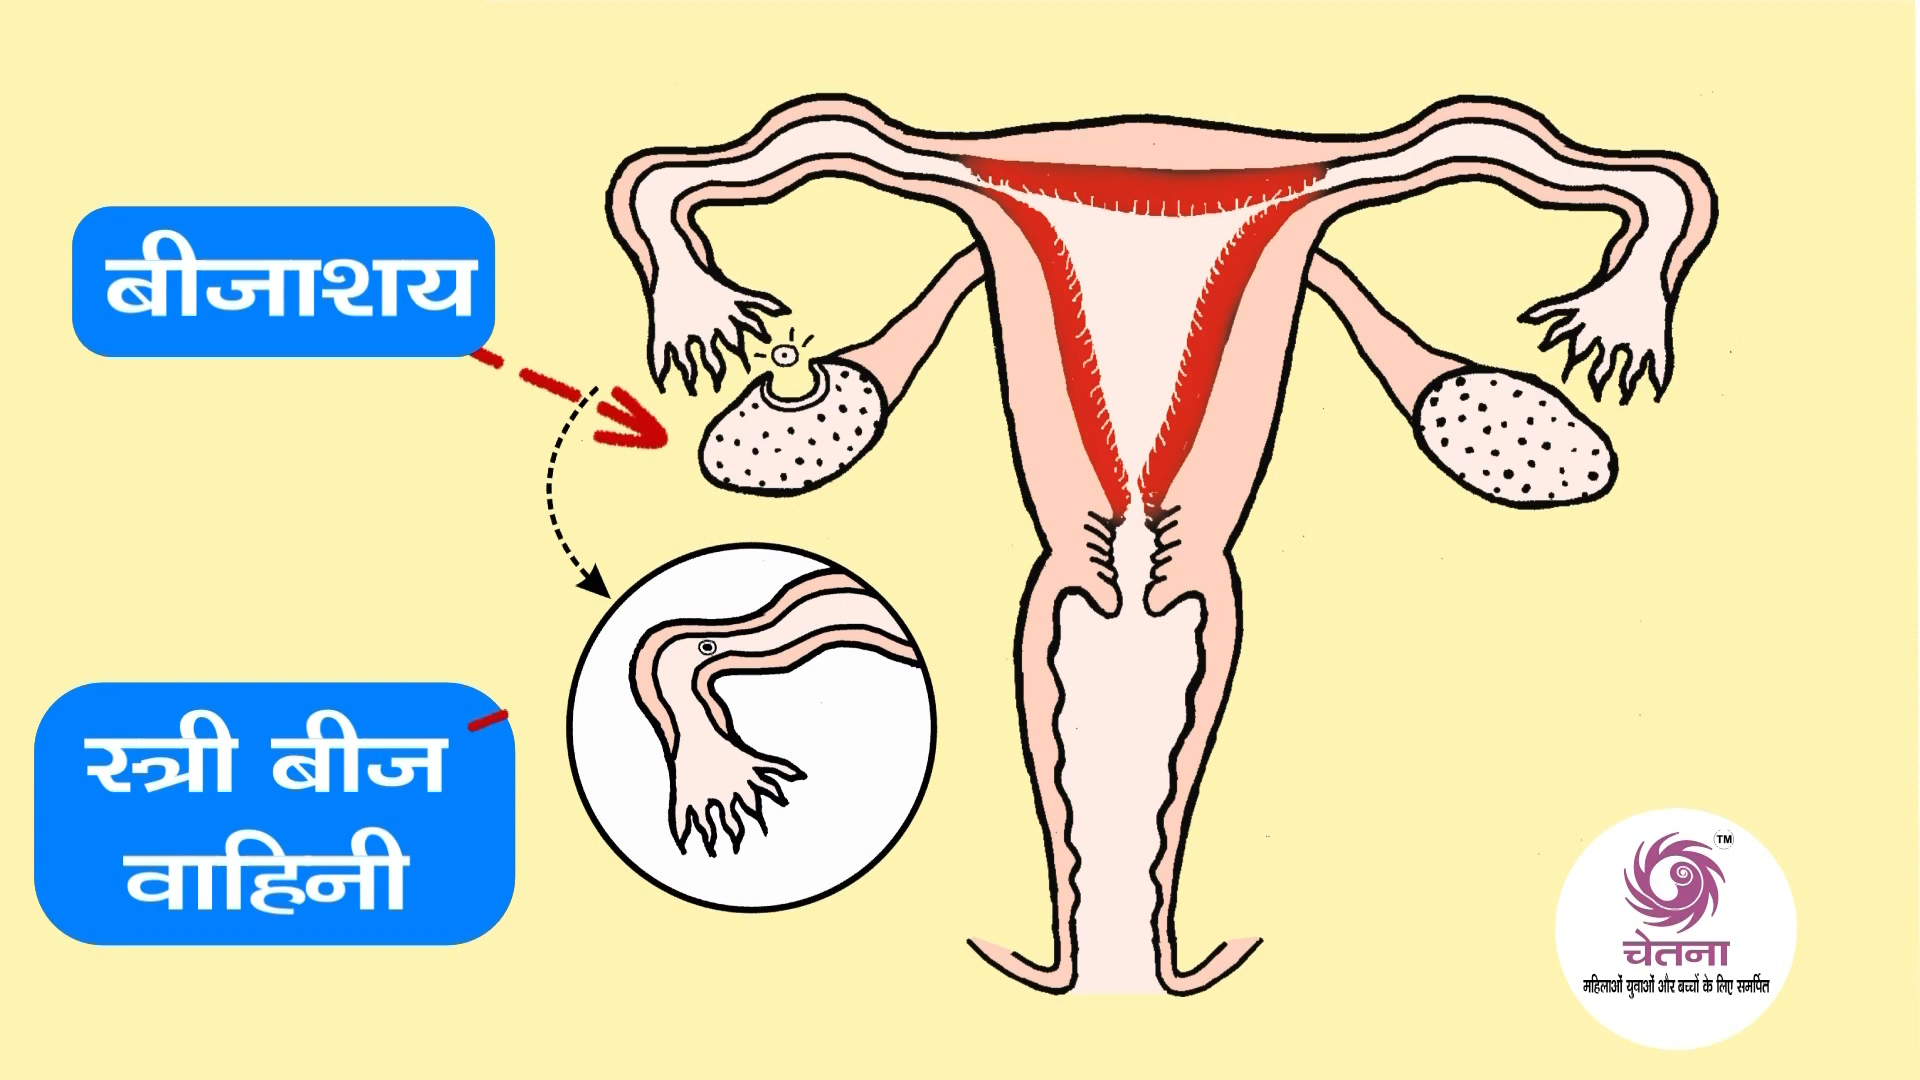 बीजाशय
स्त्री बीज
वाहिनी
TM
चेतना
महिलाओं युवाओं और बच्चों के लिए समर्पित